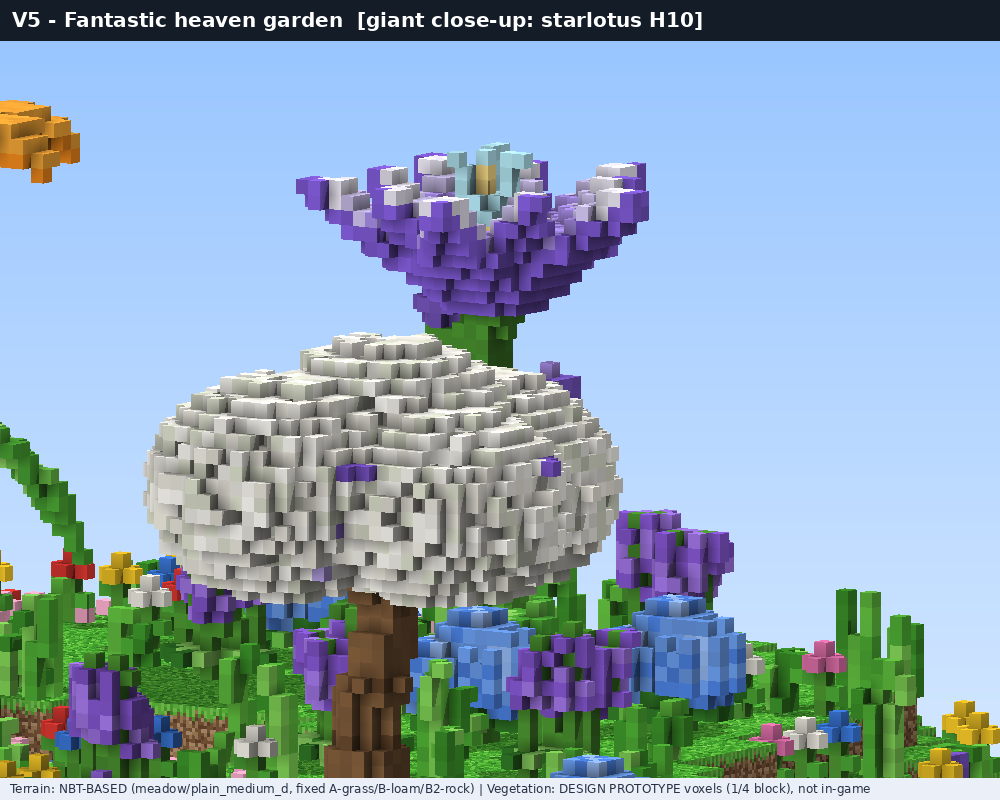 V5 - Fantastic heaven garden  [giant close-up: starlotus H10]
Terrain: NBT-BASED (meadow/plain_medium_d, fixed A-grass/B-loam/B2-rock) | Vegetation: DESIGN PROTOTYPE voxels (1/4 block), not in-game